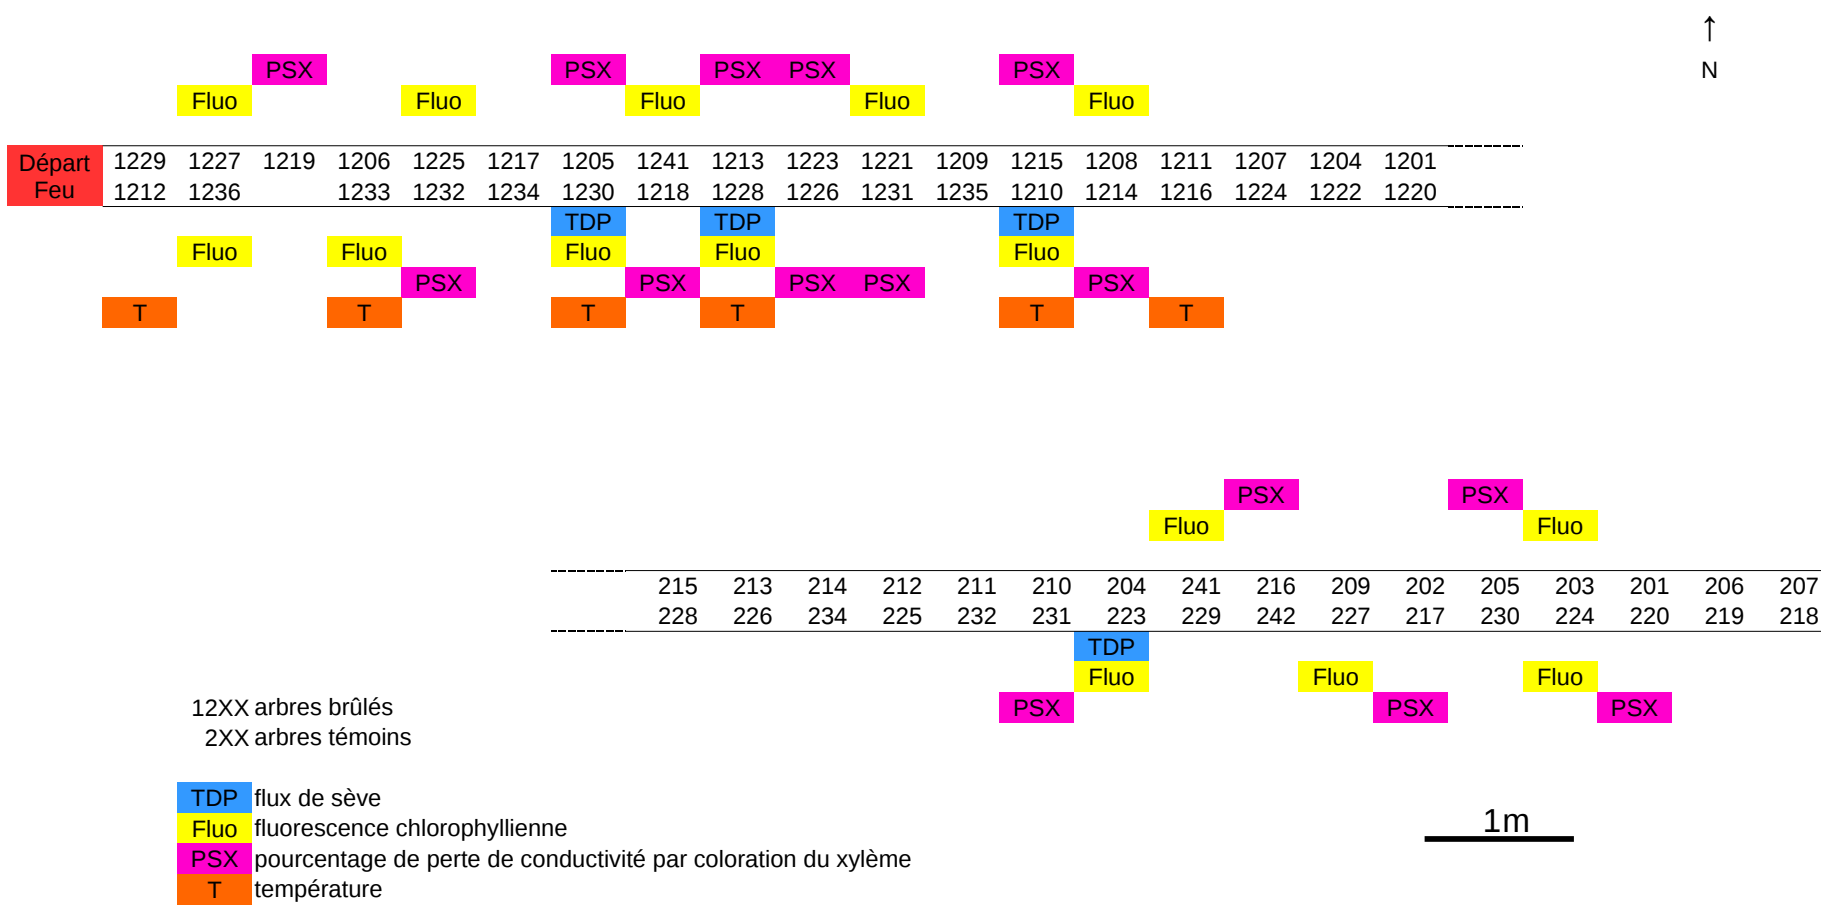 ↑
N
PSX PSX PSX PSX PSX
Fluo Fluo Fluo Fluo Fluo
Départ Feu
1229 1227 1219 1206 1225 1217 1205 1241 1213 1223 1221 1209 1215 1208 1211 1207 1204 1201
1212 1236 1233 1232 1234 1230 1218 1228 1226 1231 1235 1210 1214 1216 1224 1222 1220
TDP TDP TDP
Fluo Fluo Fluo Fluo Fluo
PSX PSX PSX PSX PSX
T T T T T T
PSX PSX
Fluo Fluo
215 213 214 212 211 210 204 241 216 209 202 205 203 201 206 207
228 226 234 225 232 231 223 229 242 227 217 230 224 220 219 218
TDP
Fluo Fluo Fluo
PSX PSX PSX
12XX arbres brûlés
2XX arbres témoins
TDP flux de sève
Fluo fluorescence chlorophyllienne
PSX pourcentage de perte de conductivité par coloration du xylème
T température
1m